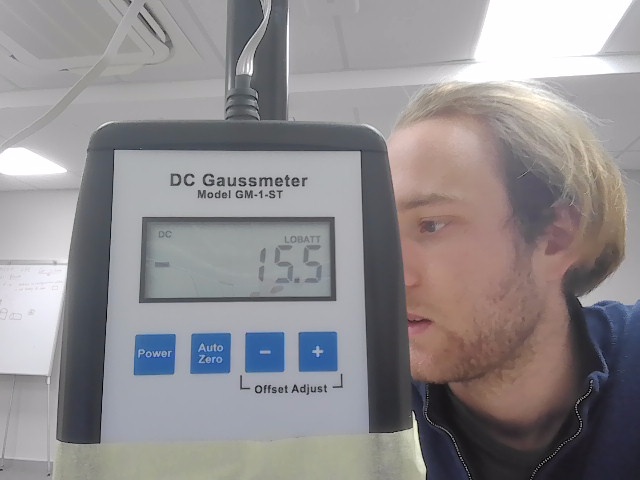 DC Gaussmeter
Model GM-1-ST
DC
LOBATT
- 15.5
Power
Auto
Zero
-
+
Offset Adjust